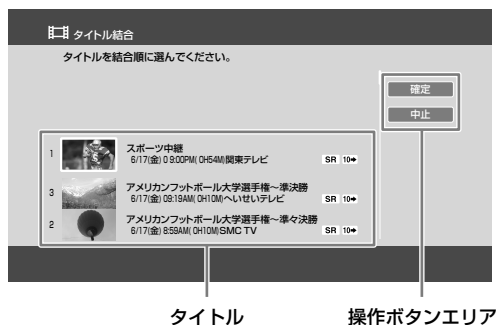 タイトル結合
タイトルを結合順に選んでください。
確定
中止
1
スポーツ中継
6/17(金) 0 9:00PM( 0H54M)関東テレビ
SR 10➔
3
アメリカンフットボール大学選手権〜準決勝
6/17(金) 09:19AM( 0H10M)へいせいテレビ
SR 10➔
2
アメリカンフットボール大学選手権〜準々決勝
6/17(金) 8:59AM( 0H10M)SMC TV
SR 10➔
タイトル
操作ボタンエリア